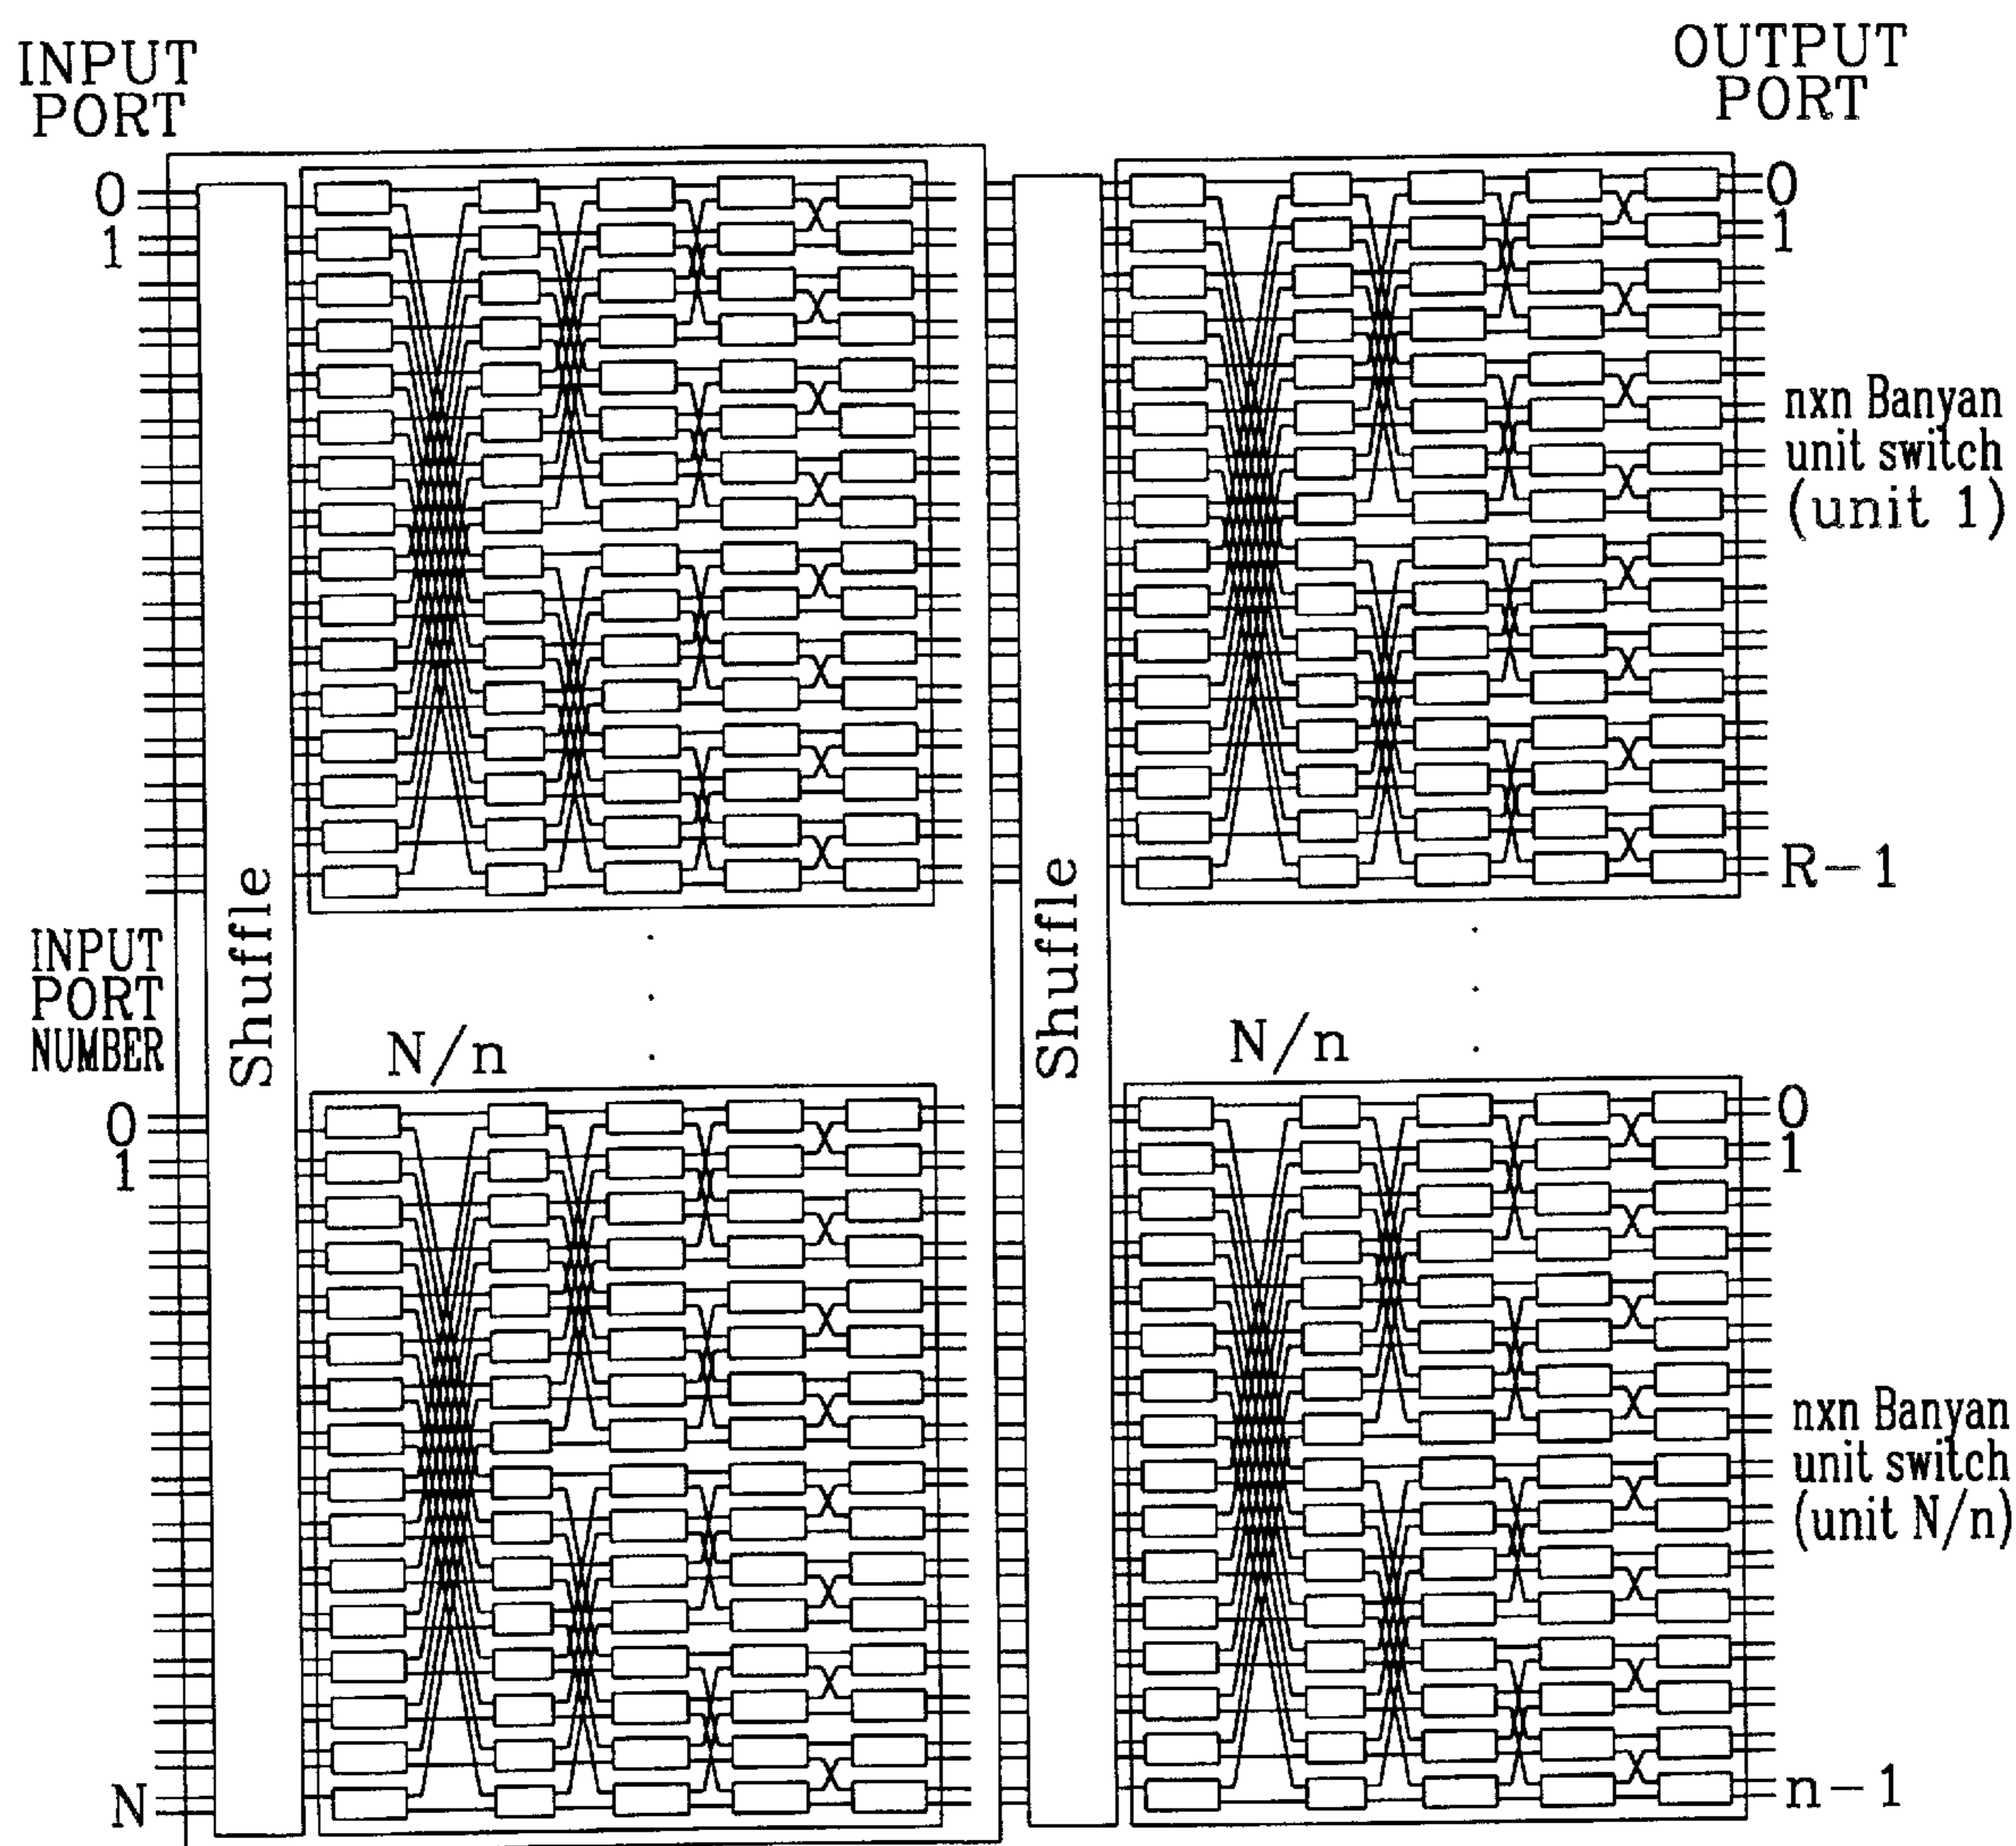 INPUT
PORT
OUTPUT
PORT
0
1
0
1
nxn Banyan
unit switch
(unit 1)
R-1
Shuffle
Shuffle
INPUT
PORT
NUMBER
N/n
N/n
0
1
0
1
nxn Banyan
unit switch
(unit N/n)
N
n-1